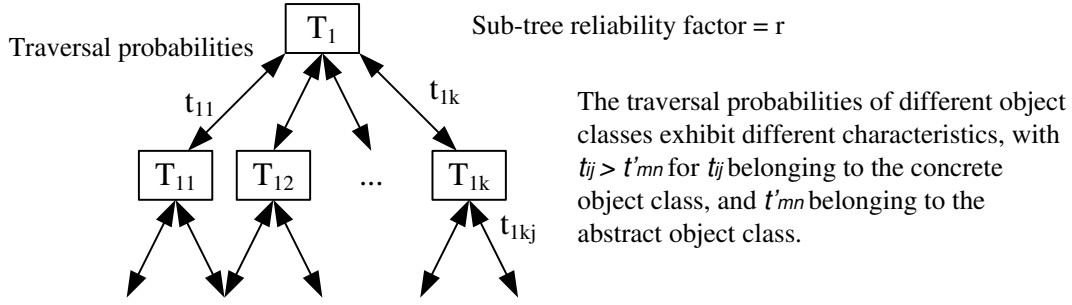 T1
Sub-tree reliability factor = r
Traversal probabilities
t11
t1k
The traversal probabilities of different object
classes exhibit different characteristics, with
tij > t'mn for tij belonging to the concrete
object class, and t'mn belonging to the
abstract object class.
T11
T12
...
T1k
t1kj